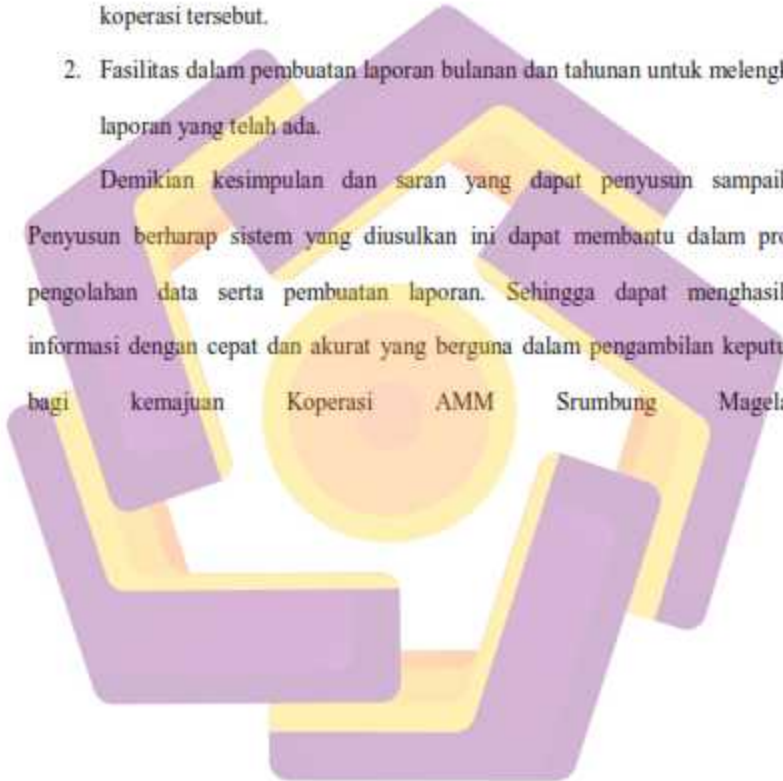 koperasi tersebut.
2. Fasilitas dalam pembuatan laporan bulanan dan tahunan untuk melengl
laporan yang telah ada.
Demikian kesimpulan dan saran yang dapat penyusun sampail
Penyusun berharap sistem yang diusulkan ini dapat membantu dalam pro
pengolahan data serta pembuatan laporan. Sehingga dapat menghasil
informasi dengan cepat dan akurat yang berguna dalam pengambilan keputu
bagi kemajuan Koperasi AMM Srumbung Magela